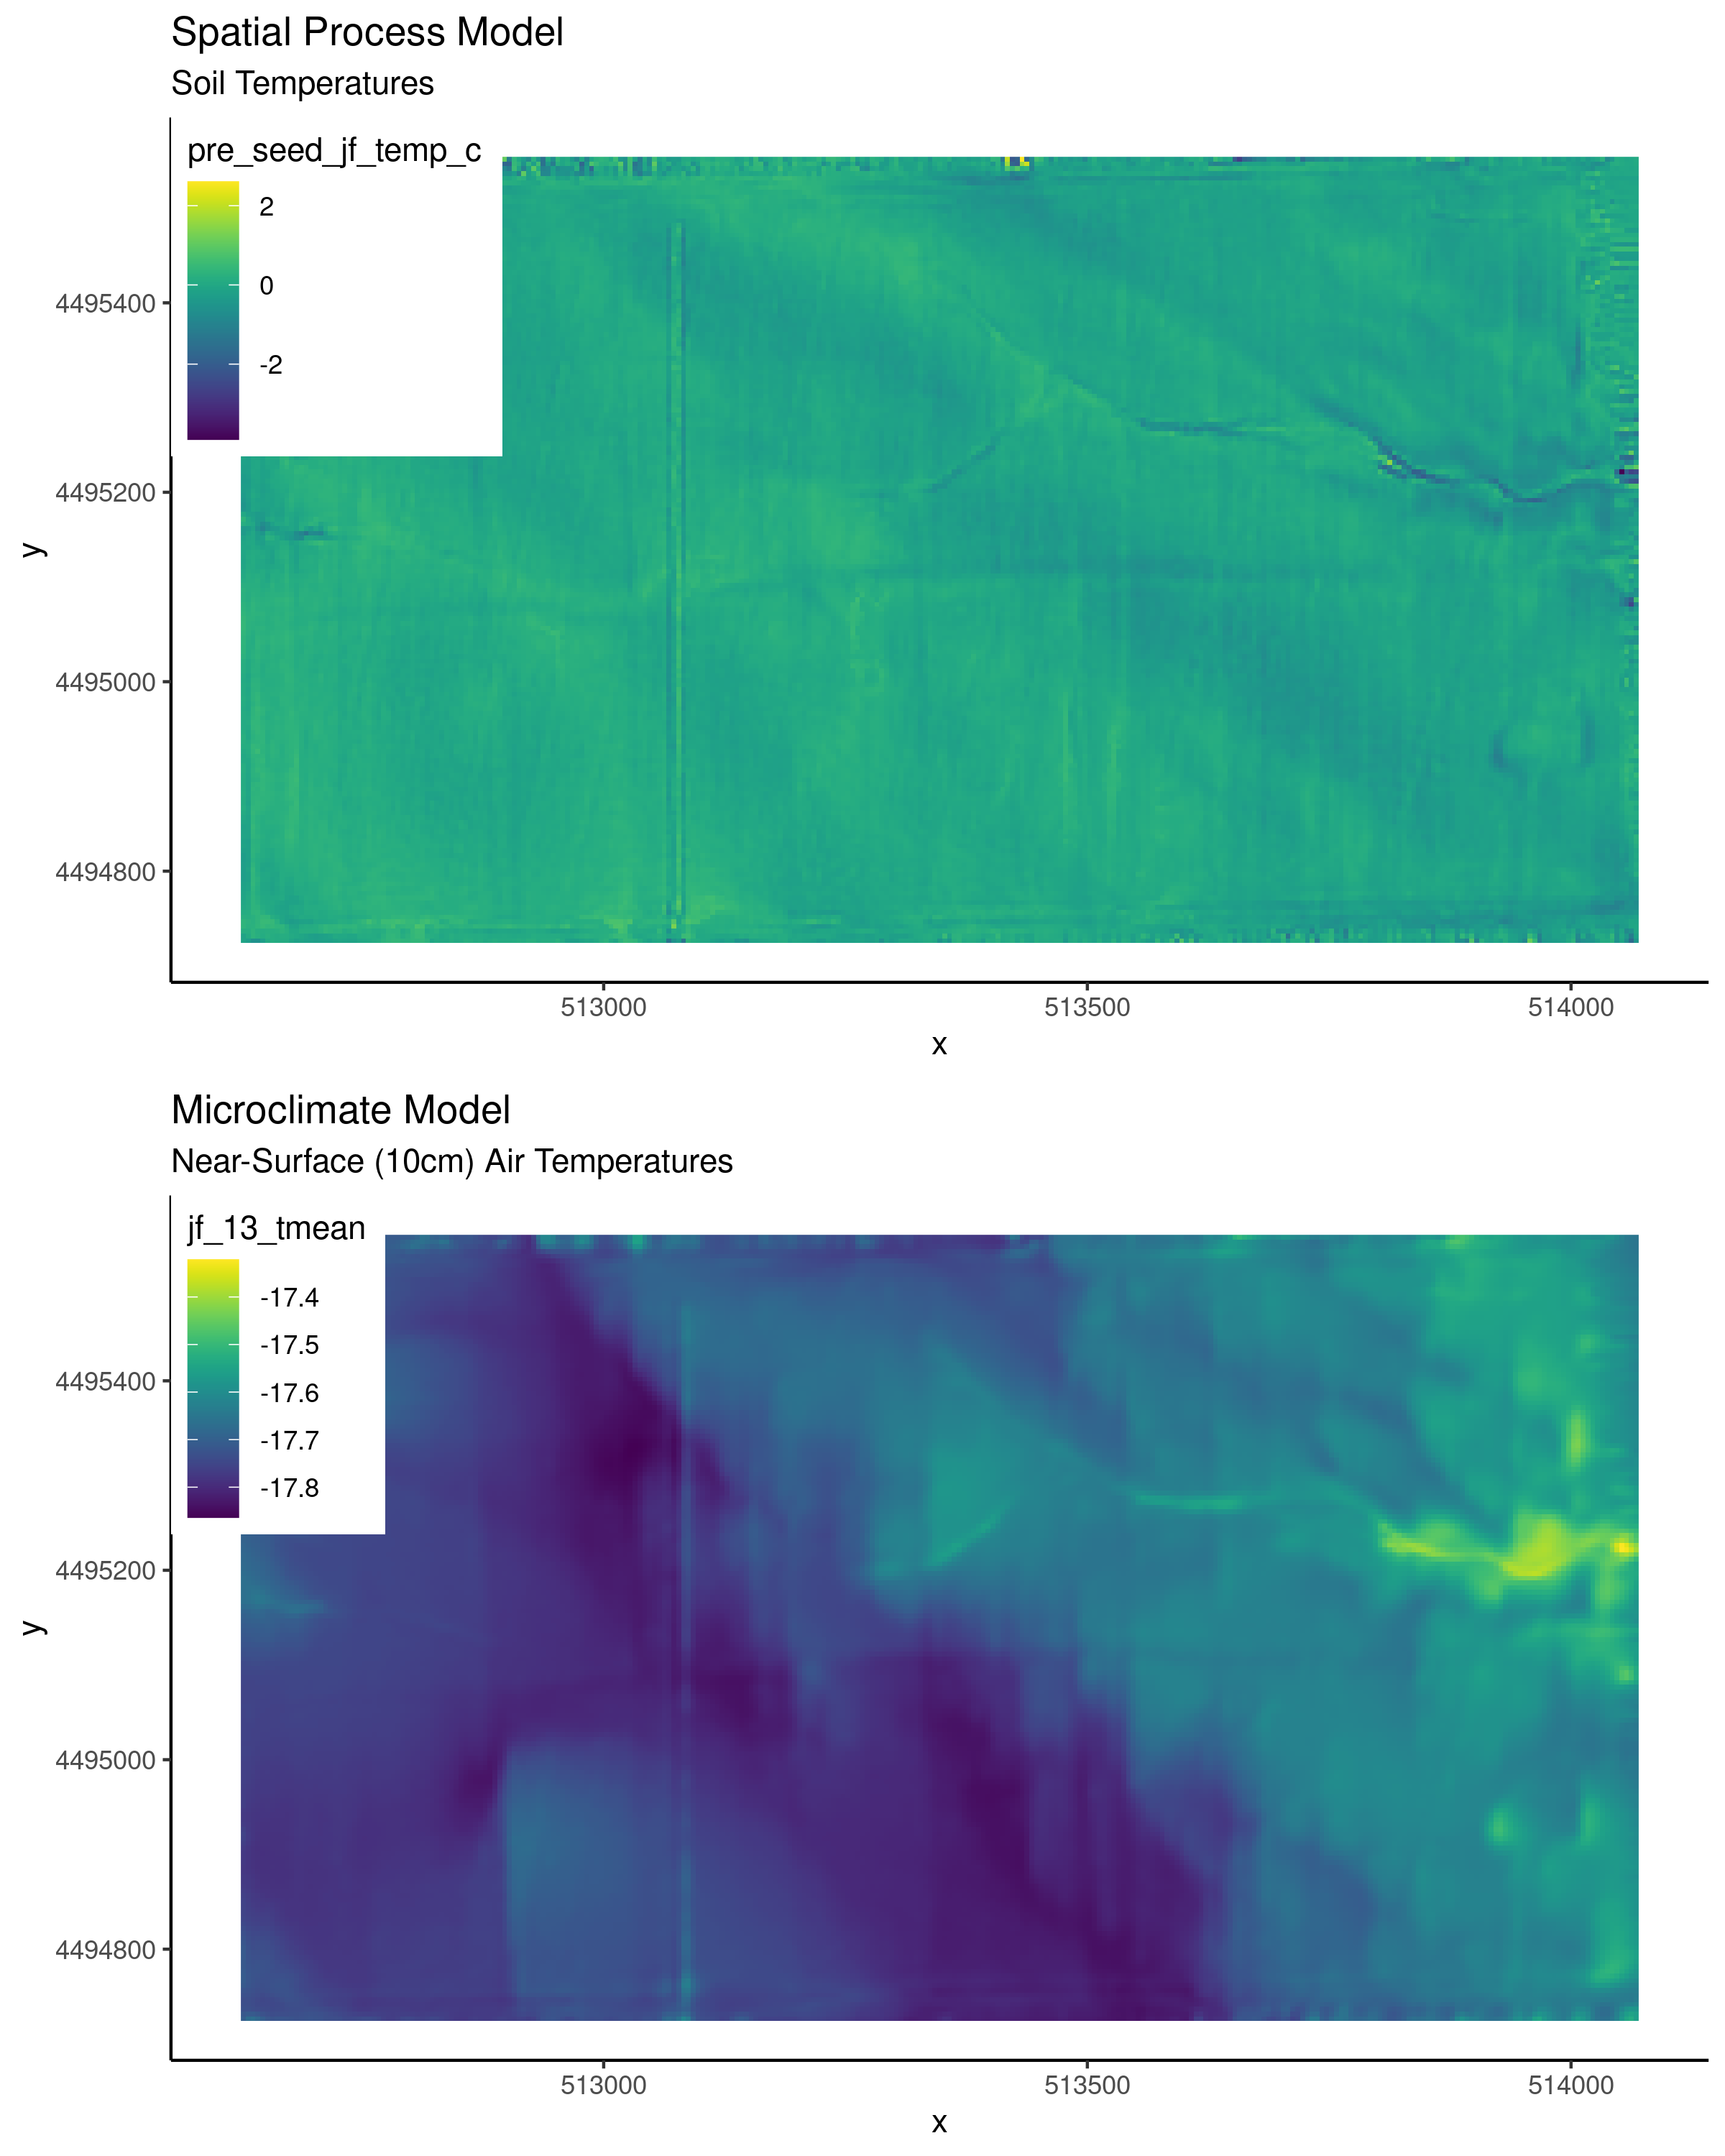 Spatial Process Model
Soil Temperatures
pre_seed_jf_temp_c
2
0
-2
4495400
4495200
4495000
4494800
y
513000 513500 514000
x
Microclimate Model
Near-Surface (10cm) Air Temperatures
jf_13_tmean
-17.4
-17.5
-17.6
-17.7
-17.8
4495400
4495200
4495000
4494800
y
513000 513500 514000
x